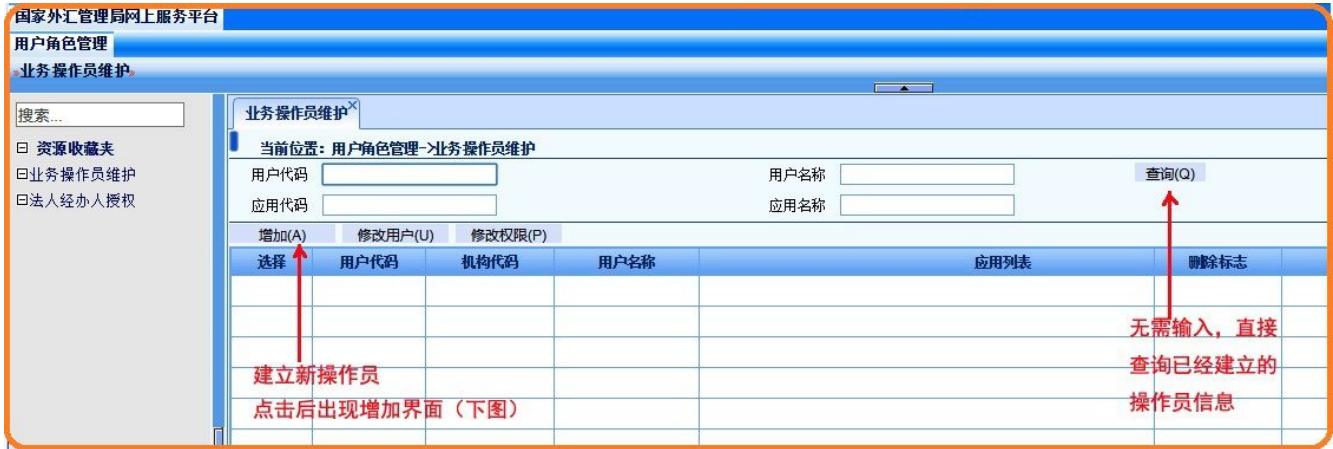 国家外汇管理局网上服务平台
用户角色管理
»业务操作员维护»
搜索...
日 资源收藏夹
日业务操作员维护
日法人经办人授权
业务操作员维护X
当前位置：用户角色管理->业务操作员维护
用户代码 用户名称 查询(Q)
应用代码 应用名称
增加(A) 修改用户(U) 修改权限(P)
选择 用户代码 机构代码 用户名称 应用列表 删除标志
建立新操作员
点击后出现增加界面（下图）
无需输入，直接
查询已经建立的
操作员信息